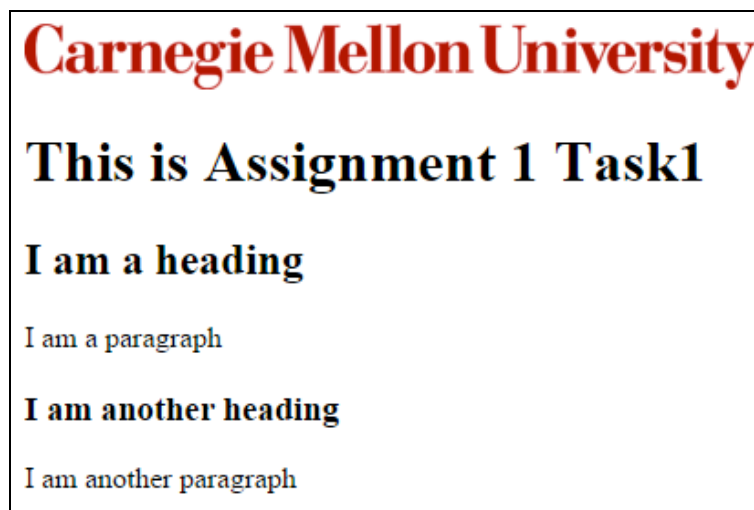 Carnegie Mellon University
This is Assignment 1 Task1
I am a heading
I am a paragraph
I am another heading
I am another paragraph